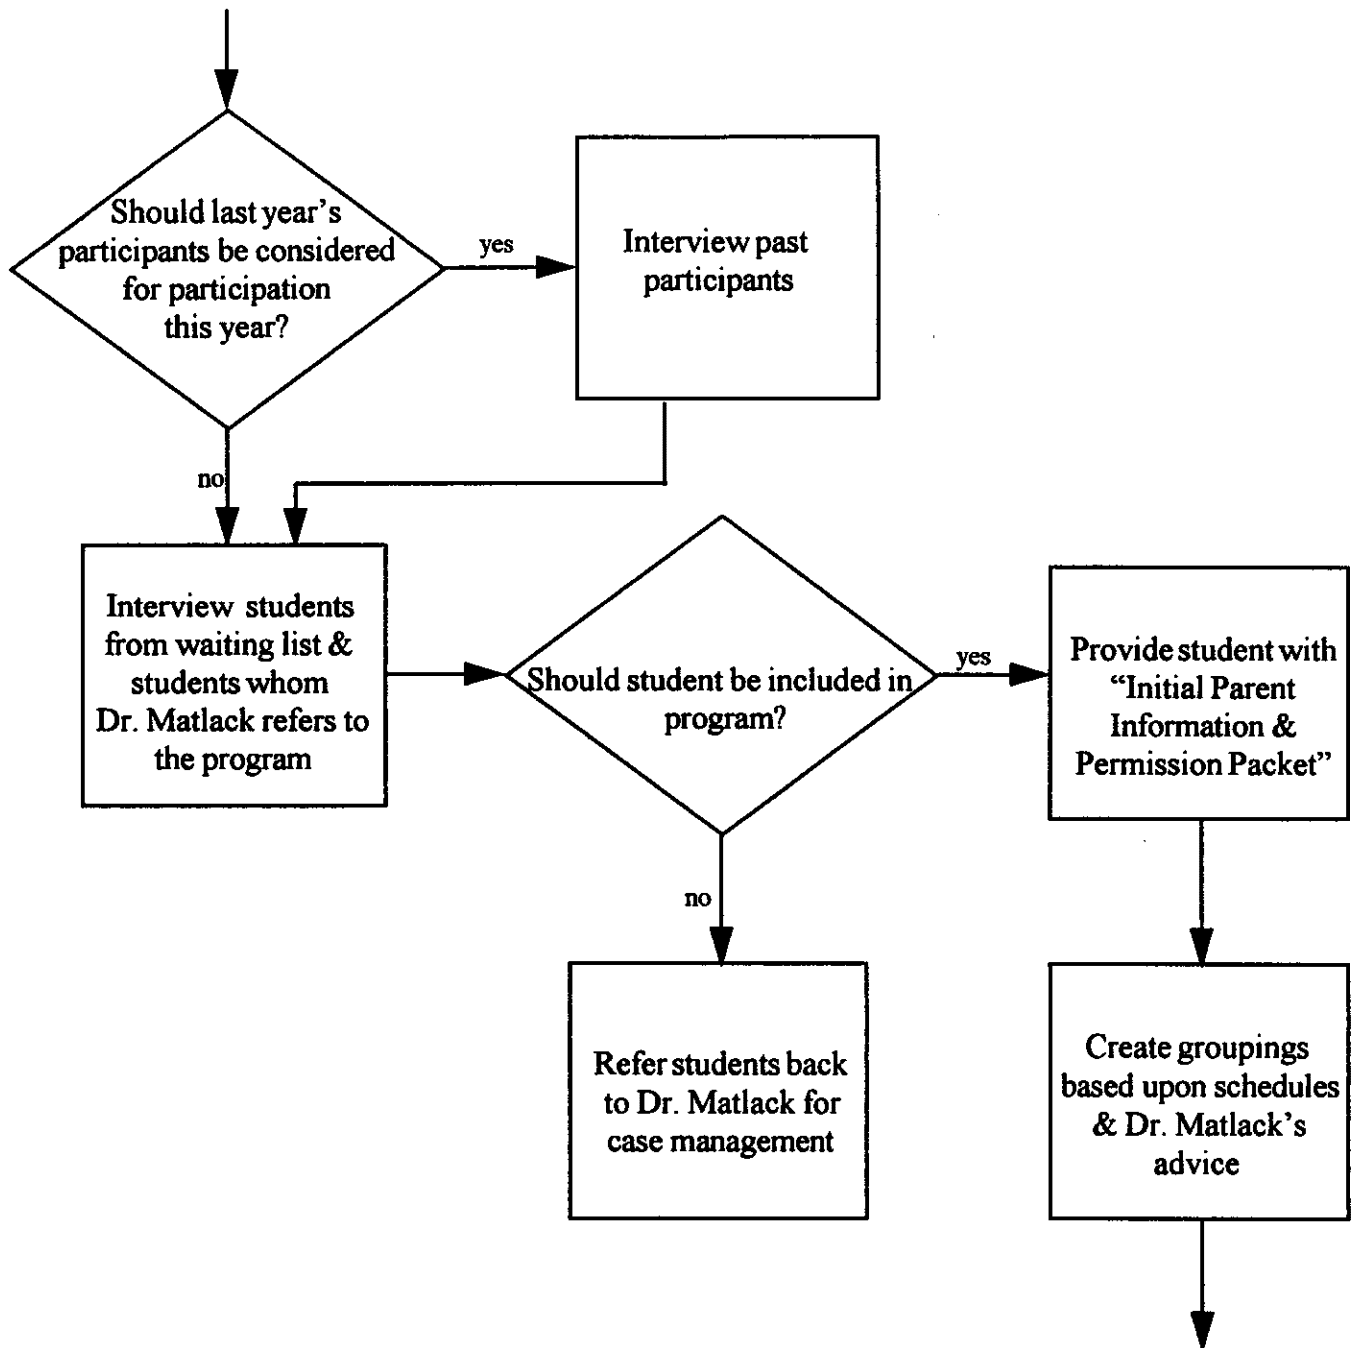 Should last year's
participants be considered
for participation
this year?
yes
Interview past
participants
no
Interview students
from waiting list &
students whom
Dr. Matlack refers to
the program
Should student be included in
program?
yes
Provide student with
“Initial Parent
Information &
Permission Packet”
no
Refer students back
to Dr. Matlack for
case management
Create groupings
based upon schedules
& Dr. Matlack's
advice